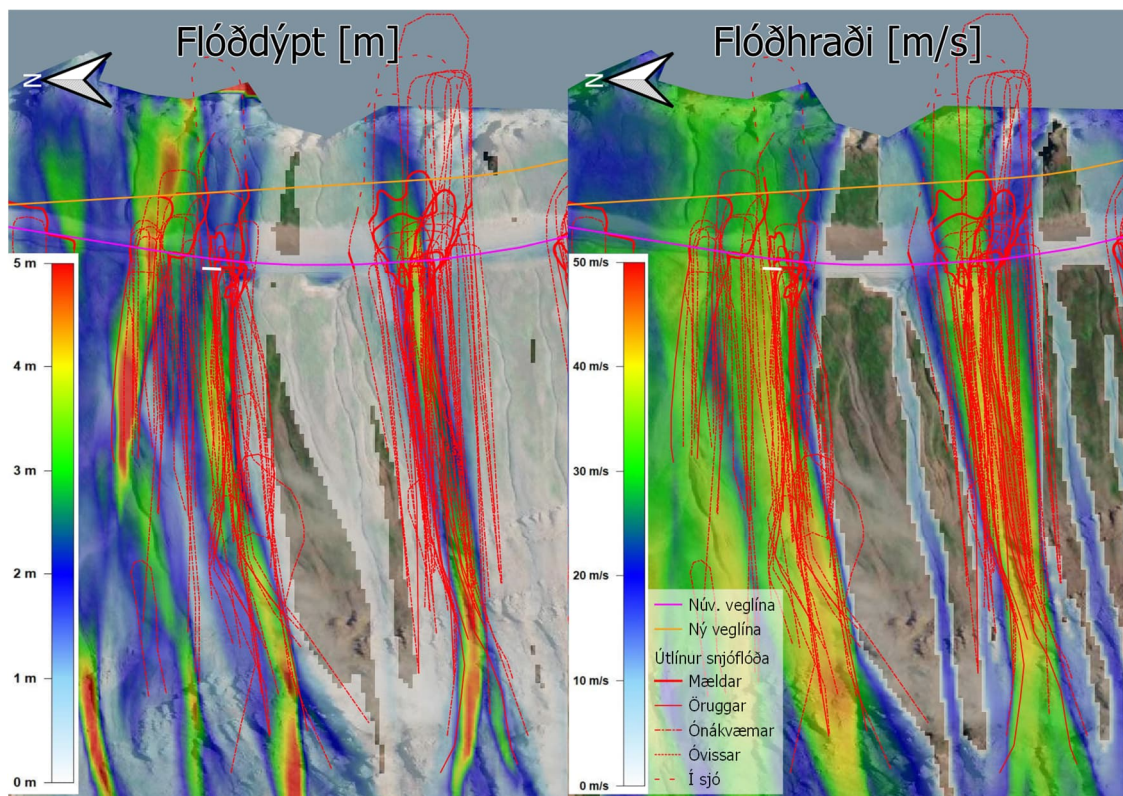 Flóðdýpt [m]
Flóðhraði [m/s]
N
N
5 m
4 m
3 m
2 m
1 m
0 m
50 m/s
40 m/s
30 m/s
20 m/s
10 m/s
0 m/s
Núv. veglína
Ný veglína
Útlínur snjóflóða
Mældar
Öruggar
Ónákvæmar
Óvissar
Í sjó